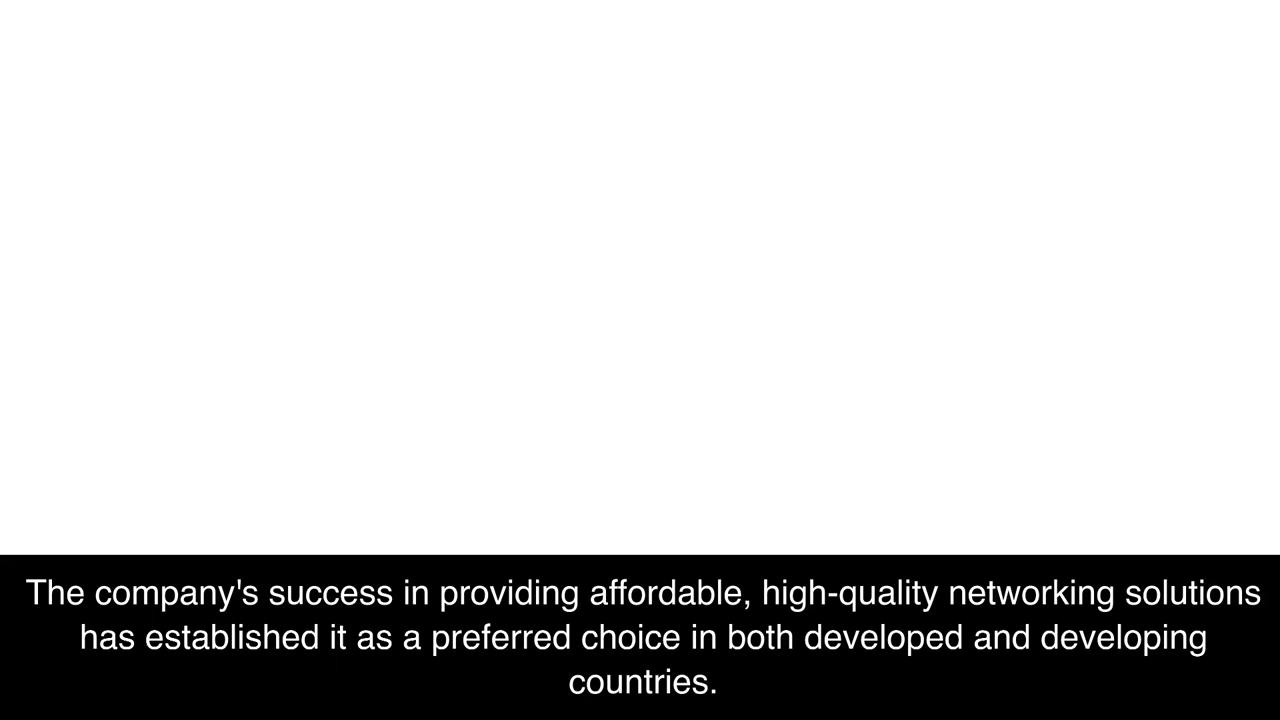 The company's success in providing affordable, high-quality networking solutions
has established it as a preferred choice in both developed and developing
countries.